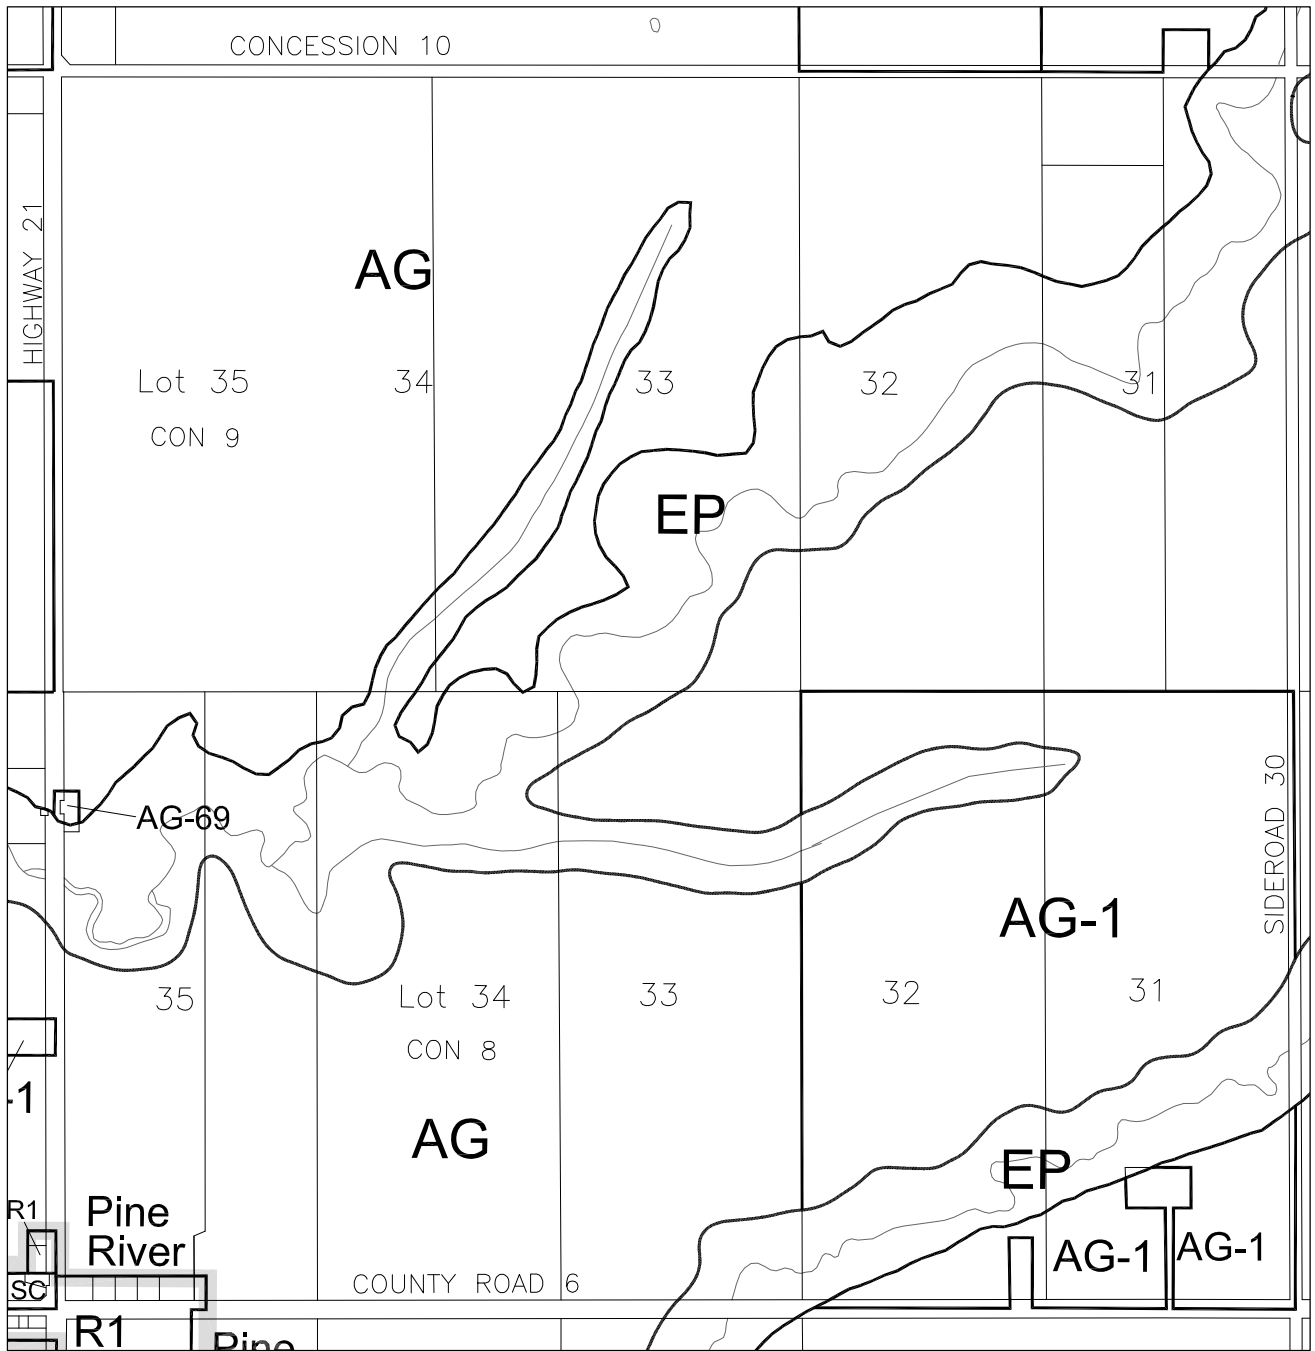 CONCESSION 10
HIGHWAY 21
AG
Lot 35
34
33
32
31
CON 9
EP
AG-69
SIDEROAD 30
AG-1
35
Lot 34
33
32
31
CON 8
-1
AG
EP
R1
Pine
River
AG-1
AG-1
SC
COUNTY ROAD 6
R1
Pine